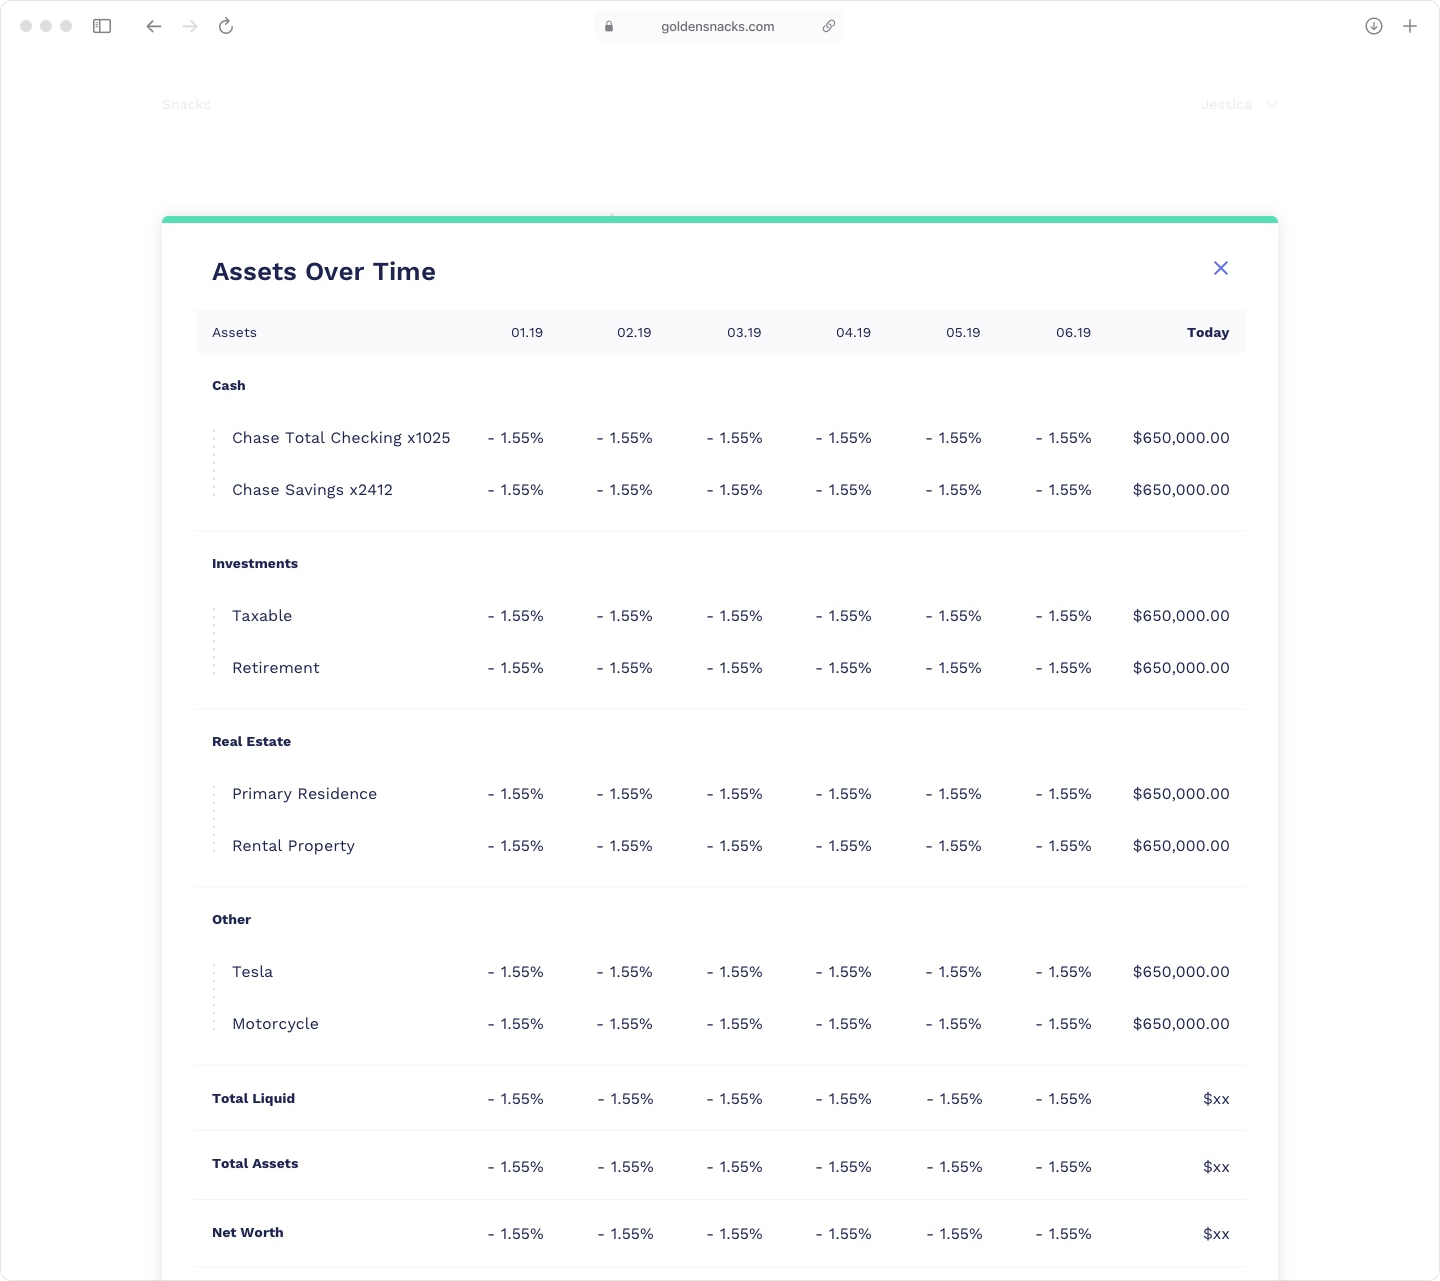 goldensnacks.com
Snacks Jessica
Assets Over Time
Assets 01.19 02.19 03.19 04.19 05.19 06.19 Today
Cash
Chase Total Checking x1025 - 1.55% - 1.55% - 1.55% - 1.55% - 1.55% - 1.55% $650,000.00
Chase Savings x2412 - 1.55% - 1.55% - 1.55% - 1.55% - 1.55% - 1.55% $650,000.00
Investments
Taxable - 1.55% - 1.55% - 1.55% - 1.55% - 1.55% - 1.55% $650,000.00
Retirement - 1.55% - 1.55% - 1.55% - 1.55% - 1.55% - 1.55% $650,000.00
Real Estate
Primary Residence - 1.55% - 1.55% - 1.55% - 1.55% - 1.55% - 1.55% $650,000.00
Rental Property - 1.55% - 1.55% - 1.55% - 1.55% - 1.55% - 1.55% $650,000.00
Other
Tesla - 1.55% - 1.55% - 1.55% - 1.55% - 1.55% - 1.55% $650,000.00
Motorcycle - 1.55% - 1.55% - 1.55% - 1.55% - 1.55% - 1.55% $650,000.00
Total Liquid - 1.55% - 1.55% - 1.55% - 1.55% - 1.55% - 1.55% $xx
Total Assets - 1.55% - 1.55% - 1.55% - 1.55% - 1.55% - 1.55% $xx
Net Worth - 1.55% - 1.55% - 1.55% - 1.55% - 1.55% - 1.55% $xx